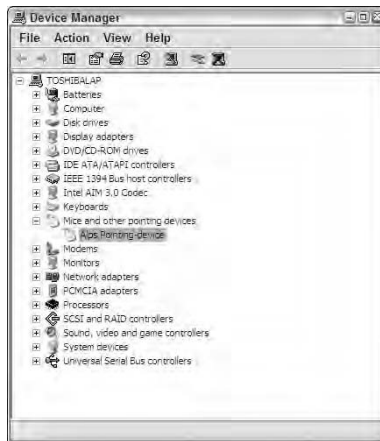 Device Manager
File Action View Help
TOSHIBALAP
Batteries
Computer
Disk drives
Display adapters
DVD/CD-ROM drives
IDE ATA/ATAPI controllers
IEEE 1394 Bus host controllers
Intel AIM 3.0 Codec
Keyboards
Mice and other pointing devices
Alps Pointing-device
Modems
Monitors
Network adapters
PCMCIA adapters
Processors
SCSI and RAID controllers
Sound, video and game controllers
System devices
Universal Serial Bus controllers